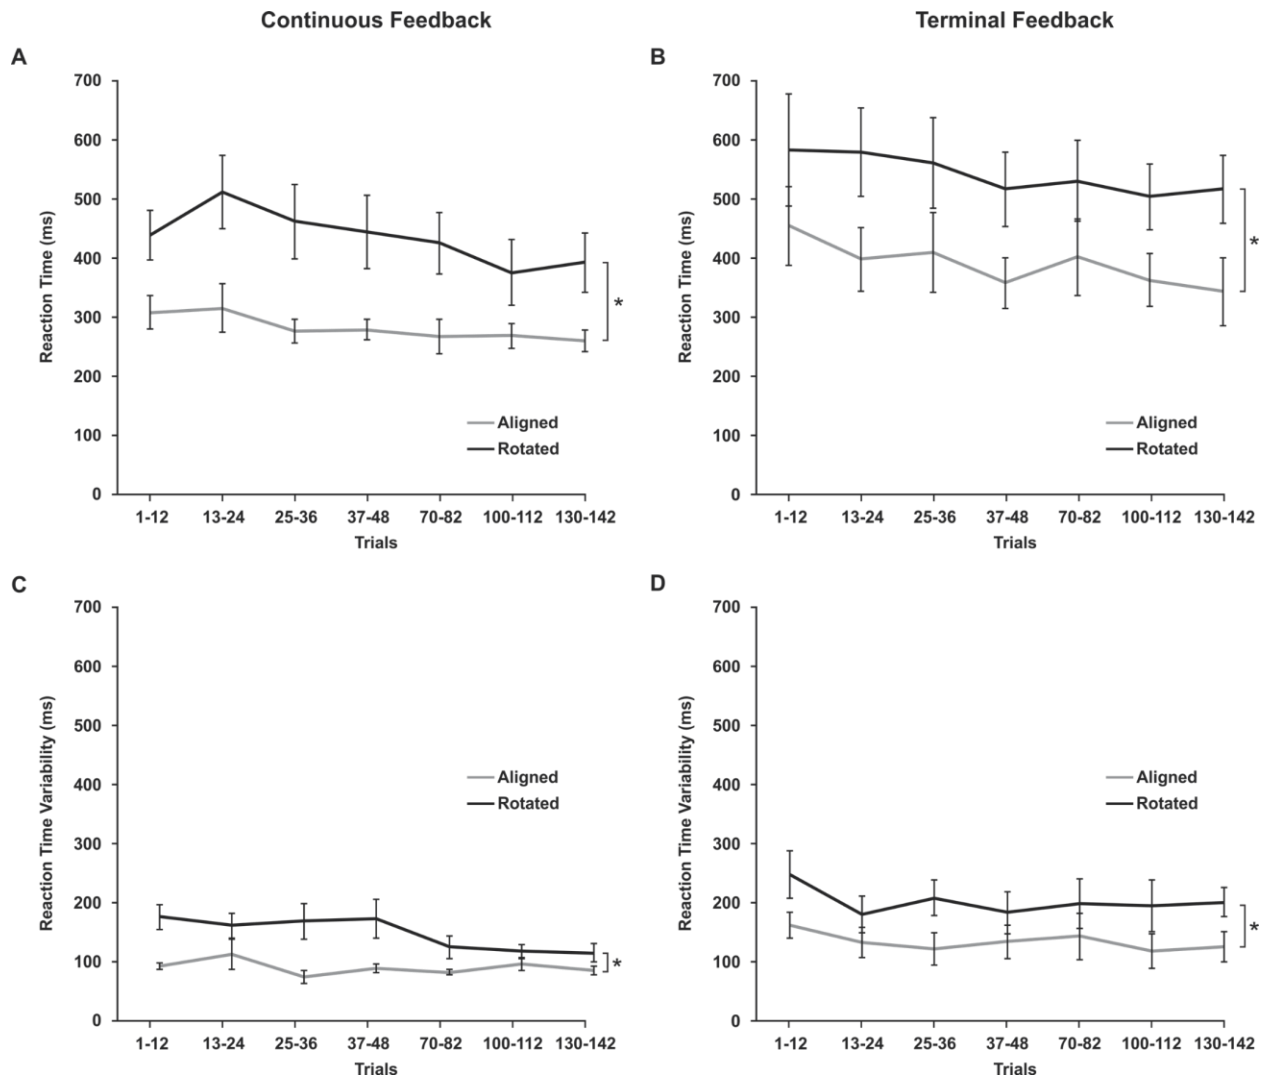 Continuous Feedback
Terminal Feedback
A
700
600
500
400
300
200
100
0
Reaction Time (ms)
*
Aligned
Rotated
1-12 13-24 25-36 37-48 70-82 100-112 130-142
Trials
B
700
600
500
400
300
200
100
0
Reaction Time (ms)
*
Aligned
Rotated
1-12 13-24 25-36 37-48 70-82 100-112 130-142
Trials
C
700
600
500
400
300
200
100
0
Reaction Time Variability (ms)
Aligned
Rotated
*
1-12 13-24 25-36 37-48 70-82 100-112 130-142
Trials
D
700
600
500
400
300
200
100
0
Reaction Time Variability (ms)
Aligned
Rotated
*
1-12 13-24 25-36 37-48 70-82 100-112 130-142
Trials